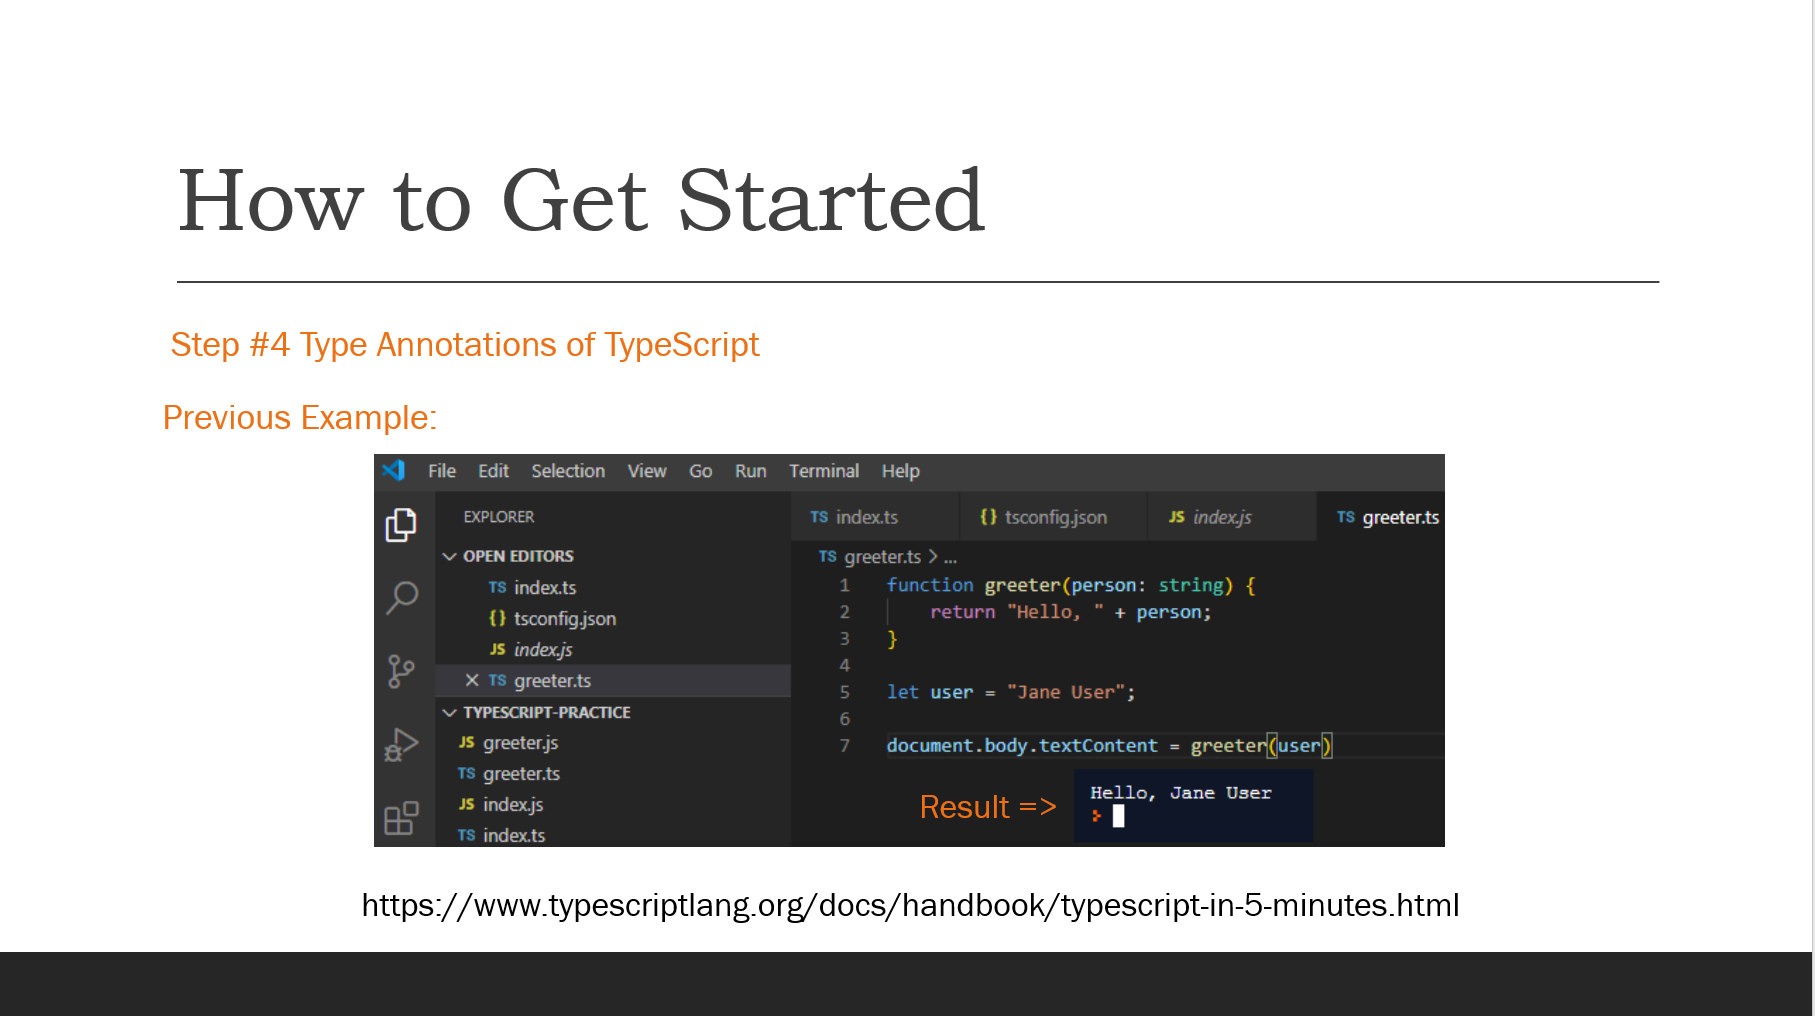 How to Get Started
Step #4 Type Annotations of TypeScript
Previous Example:
File Edit Selection View Go Run Terminal Help
EXPLORER
OPEN EDITORS
TS index.ts
{} tsconfig.json
JS index.js
TS greeter.ts
TYPESCRIPT-PRACTICE
JS greeter.js
TS greeter.ts
JS index.js
TS index.ts
TS index.ts {} tsconfig.json JS index.js TS greeter.ts
TS greeter.ts > ...
1 function greeter(person: string) {
2 return "Hello, " + person;
3 }
4
5 let user = "Jane User";
6
7 document.body.textContent = greeter(user)
Result =>
Hello, Jane User
https://www.typescriptlang.org/docs/handbook/typescript-in-5-minutes.html